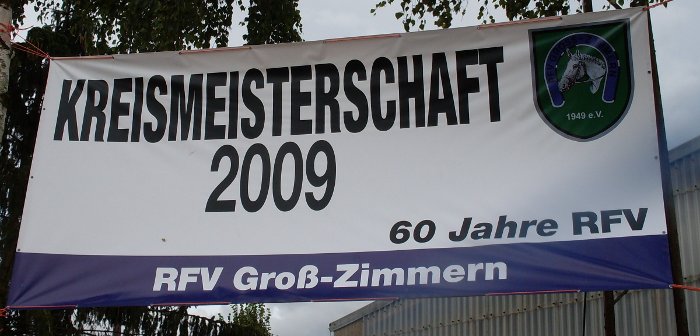 KREISMEISTERSCHAFT
2009
1949 e.V.
60 Jahre RFV
RFV Groß-Zimmern